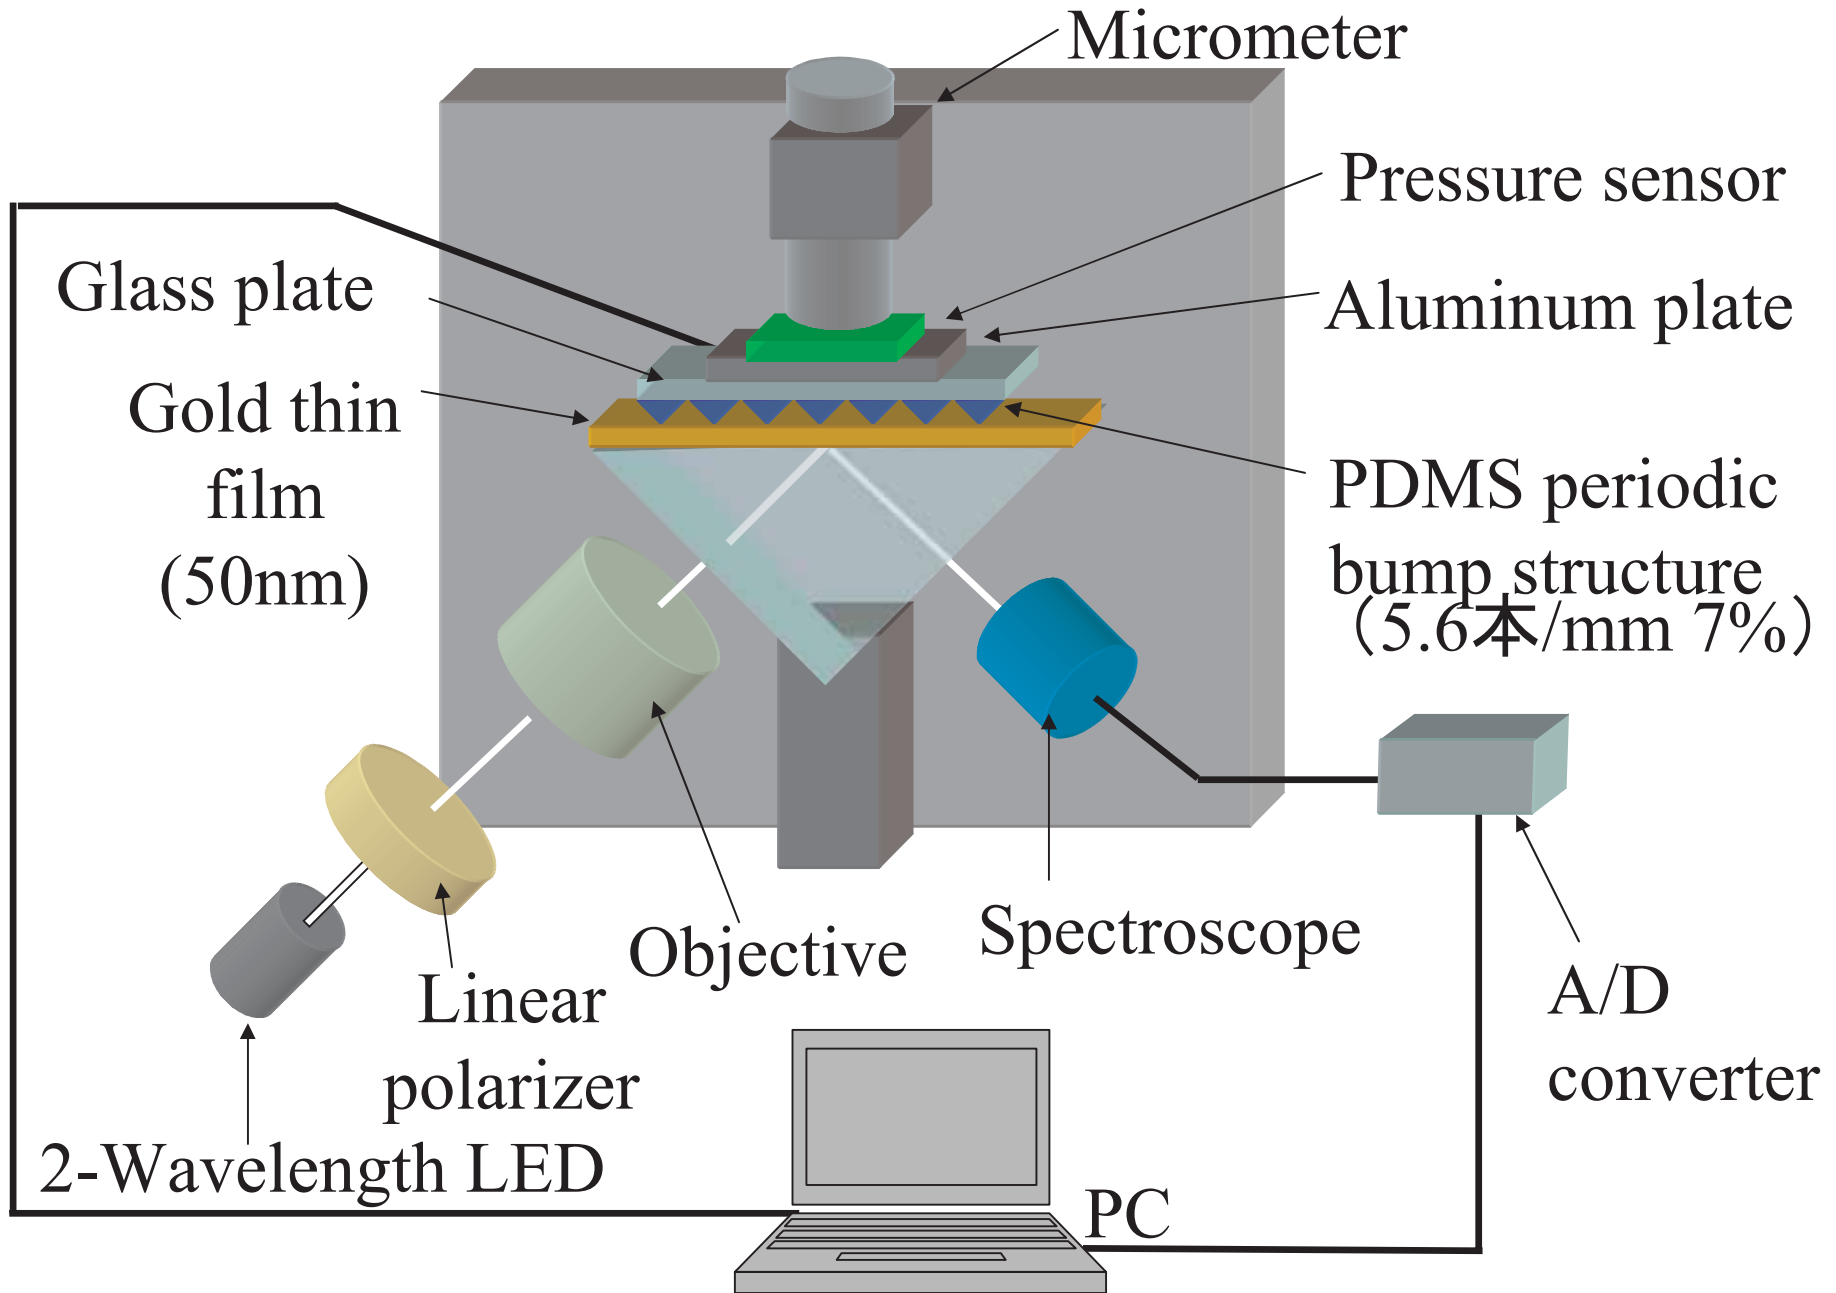 Micrometer
Pressure sensor
Glass plate
Aluminum plate
Gold thin
film
(50nm)
PDMS periodic
bump structure
（5.6本/mm 7%）
Objective
Spectroscope
Linear
polarizer
A/D
converter
2-Wavelength LED
PC